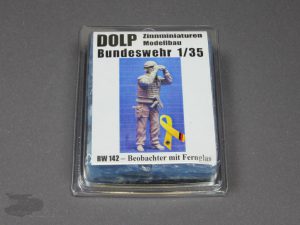 DOLP Zinnminiaturen
Modellbau
Bundeswehr 1/35
BW 142 – Beobachter mit Fernglas